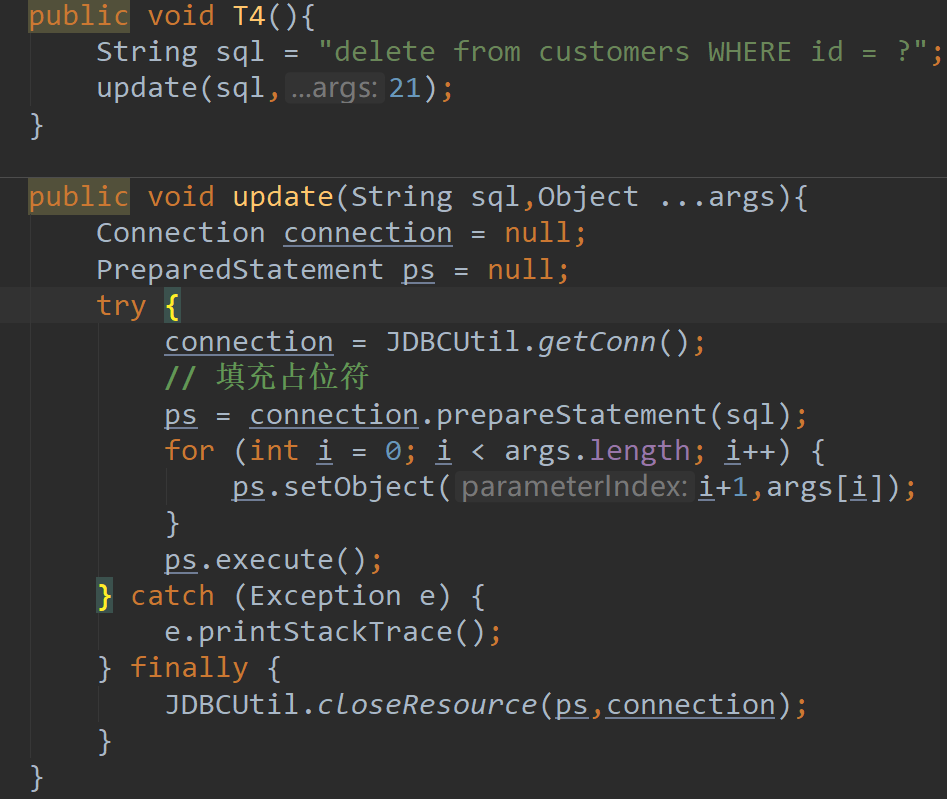 public void T4(){
    String sql = "delete from customers WHERE id = ?";
    update(sql, ...args: 21);
}
public void update(String sql,Object ...args){
    Connection connection = null;
    PreparedStatement ps = null;
    try {
        connection = JDBCUtil.getConn();
        // 填充占位符
        ps = connection.prepareStatement(sql);
        for (int i = 0; i < args.length; i++) {
            ps.setObject( parameterIndex: i+1,args[i]);
        }
        ps.execute();
    } catch (Exception e) {
        e.printStackTrace();
    } finally {
        JDBCUtil.closeResource(ps,connection);
    }
}